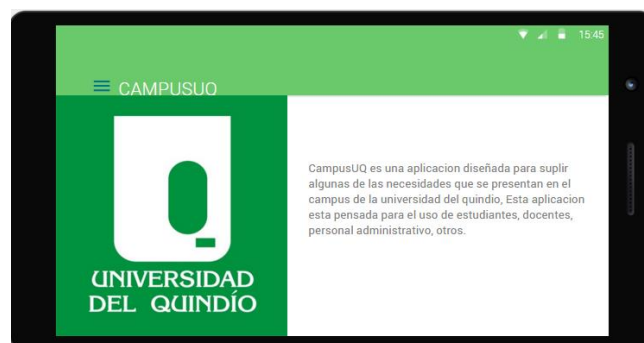 15:45
CAMPUSUQ
CampusUQ es una aplicacion diseñada para suplir
algunas de las necesidades que se presentan en el
campus de la universidad del quindio, Esta aplicacion
esta pensada para el uso de estudiantes, docentes,
personal administrativo, otros.
UNIVERSIDAD
DEL QUINDÍO